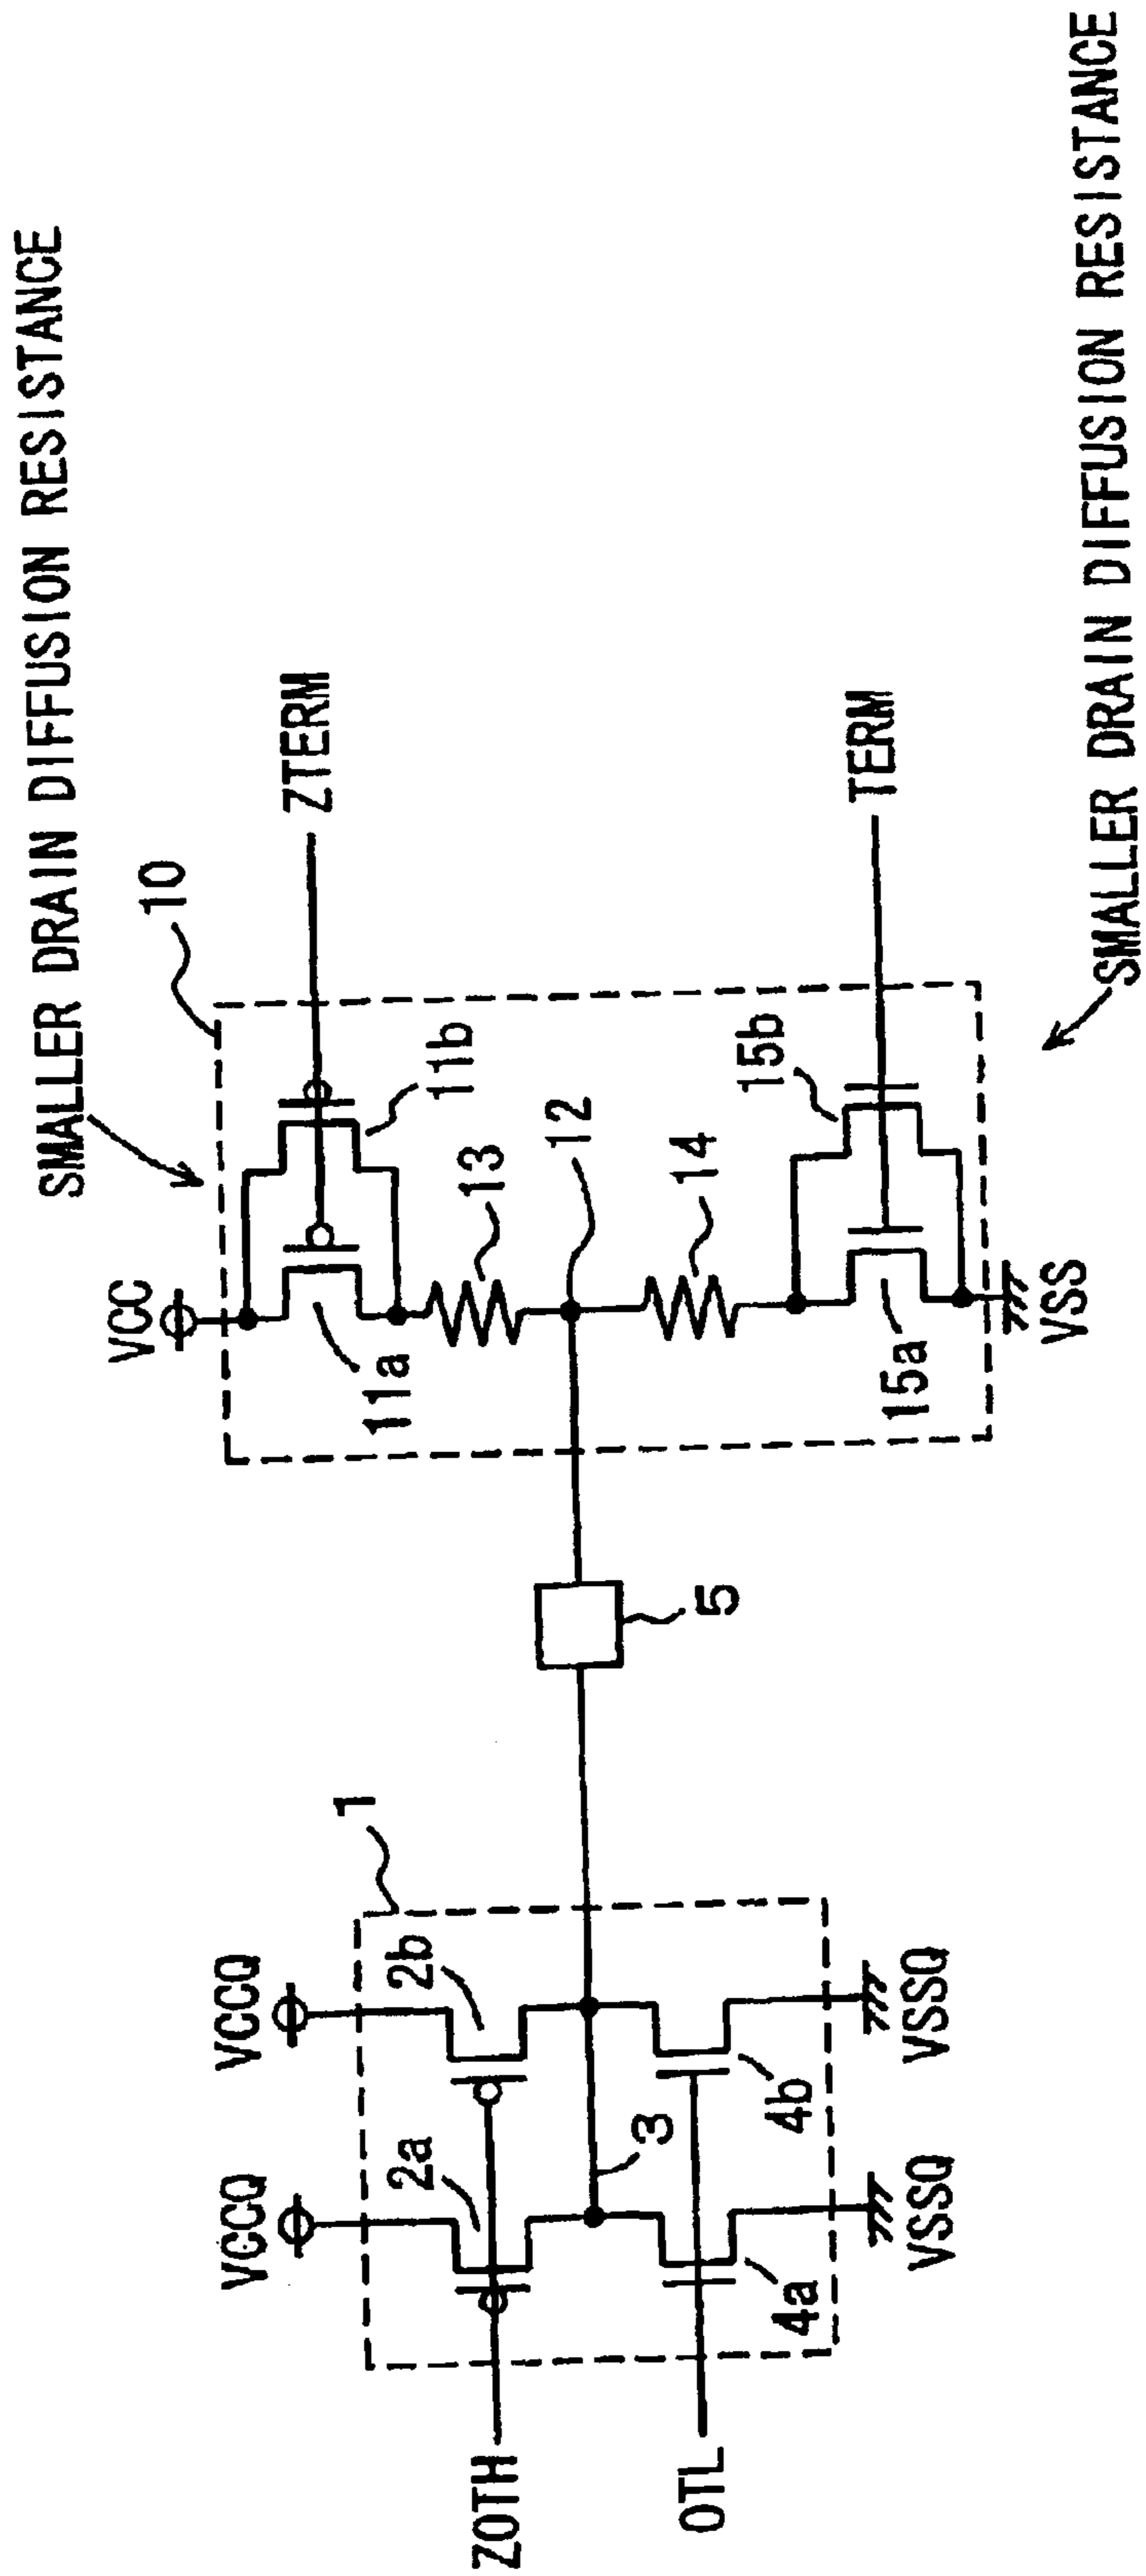 SMALLER DRAIN DIFFUSION RESISTANCE
10
VCC
ZTERM
11a
11b
13
12
14
15a
15b
TERM
VSS
SMALLER DRAIN DIFFUSION RESISTANCE
5
1
VCCQ
VCCQ
2a
2b
ZOTH
3
OTL
4a
4b
VSSQ
VSSQ